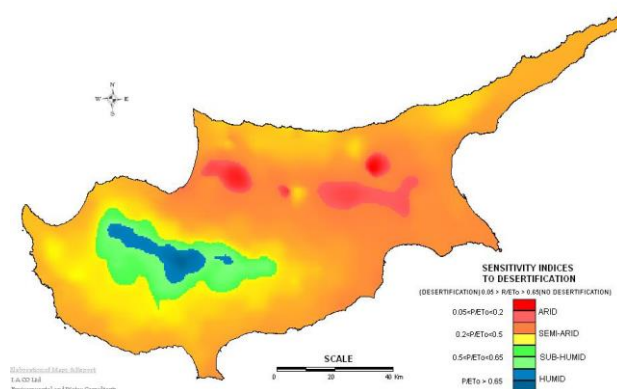 N
W E
S
SENSITIVITY INDICES
TO DESERTIFICATION
(DESERTIFICATION)0.05 > P/ETo > 0.65(NO DESERTIFICATION)
0.05<P/ETo<0.2 ARID
0.2<P/ETo<0.5 SEMI-ARID
0.5<P/ETo<0.65 SUB-HUMID
P/ETo > 0.65 HUMID
SCALE
0 20 40 Km
I.A.CO Ltd